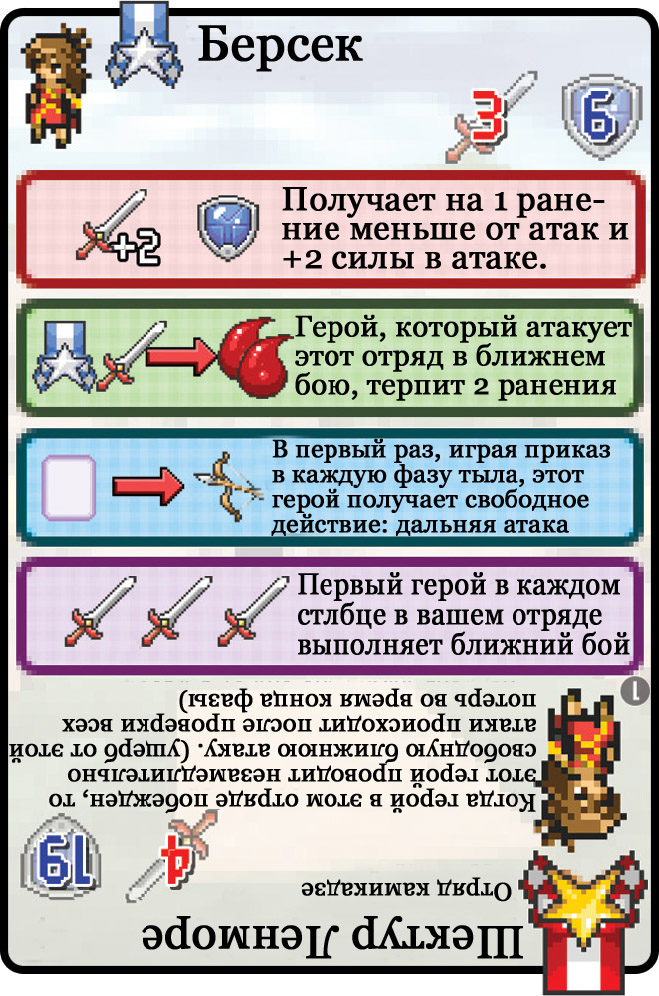 Берсек
3
6
+2
Получает на 1 ране-
ние меньше от атак и
+2 силы в атаке.
Герой, который атакует
этот отряд в ближнем
бою, терпит 2 ранения
В первый раз, играя приказ
в каждую фазу тыла, этот
герой получает свободное
действие: дальняя атака
Первый герой в каждом
стлбце в вашем отряде
выполняет ближний бой
1
Шектур Ленморе
Отряд камикадзе
4
19
Когда герой в этом отряде побежден, то
этот герой проводит незамедлительно
свободную ближнюю атаку. (ущерб от этой
атаки происходит после проверки всех
потерь во время конца фазы)